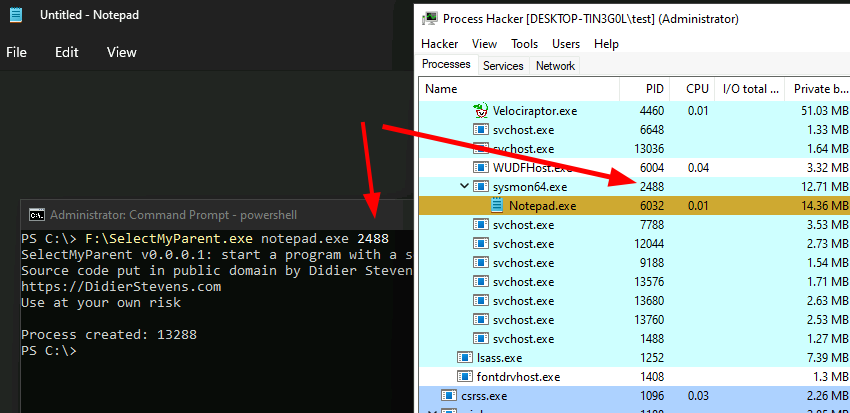 Untitled - Notepad
File Edit View
Administrator: Command Prompt - powershell
PS C:\> F:\SelectMyParent.exe notepad.exe 2488
SelectMyParent v0.0.0.1: start a program with a s
Source code put in public domain by Didier Steven
https://DidierStevens.com
Use at your own risk
Process created: 13288
PS C:\>
Process Hacker [DESKTOP-TIN3G0L\test] (Administrator)
Hacker View Tools Users Help
Processes Services Network
Name PID CPU I/O total ... Private b...
Velociraptor.exe 4460 0.01 51.03 MB
svchost.exe 6648 1.33 MB
svchost.exe 13036 1.64 MB
WUDFHost.exe 6004 0.04 3.32 MB
sysmon64.exe 2488 12.71 MB
Notepad.exe 6032 0.01 14.36 MB
svchost.exe 7788 3.53 MB
svchost.exe 12044 2.73 MB
svchost.exe 9188 1.54 MB
svchost.exe 13576 1.71 MB
svchost.exe 13680 2.63 MB
svchost.exe 13760 2.53 MB
svchost.exe 1488 1.27 MB
lsass.exe 1252 7.39 MB
fontdrvhost.exe 1408 1.3 MB
csrss.exe 1096 0.03 2.26 MB